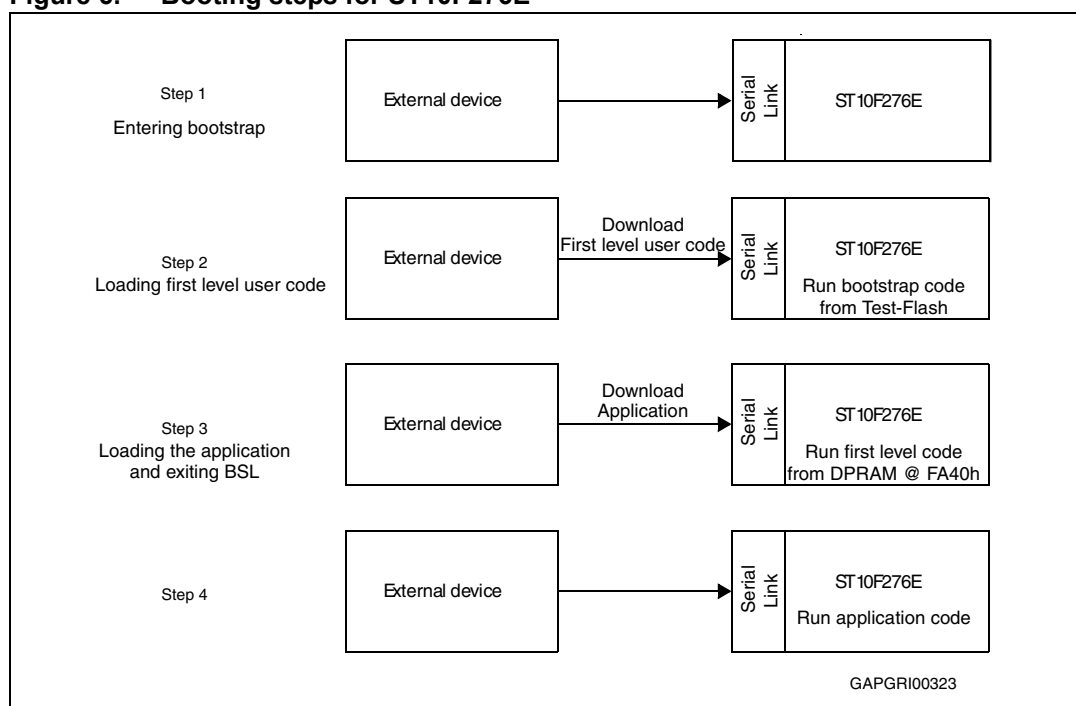 Figure Booting steps for ST10F276E
Step 1
Entering bootstrap
External device
Serial
Link
ST10F276E
Step 2
Loading first level user code
External device
Download
First level user code
Serial
Link
ST10F276E
Run bootstrap code
from Test-Flash
Step 3
Loading the application
and exiting BSL
External device
Download
Application
Serial
Link
ST10F276E
Run first level code
from DPRAM @ FA40h
Step 4
External device
Serial
Link
ST10F276E
Run application code
GAPGRI00323